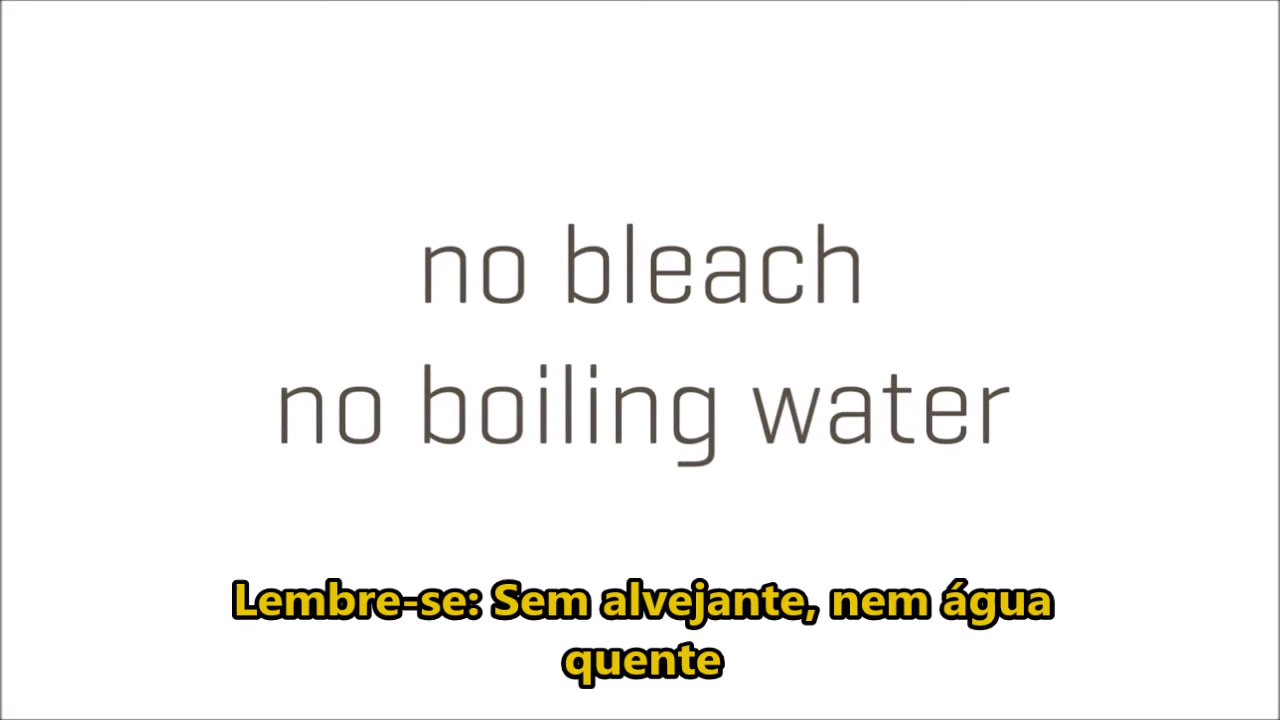 no bleach
no boiling water
Lembre-se: Sem alvejante, nem água
quente